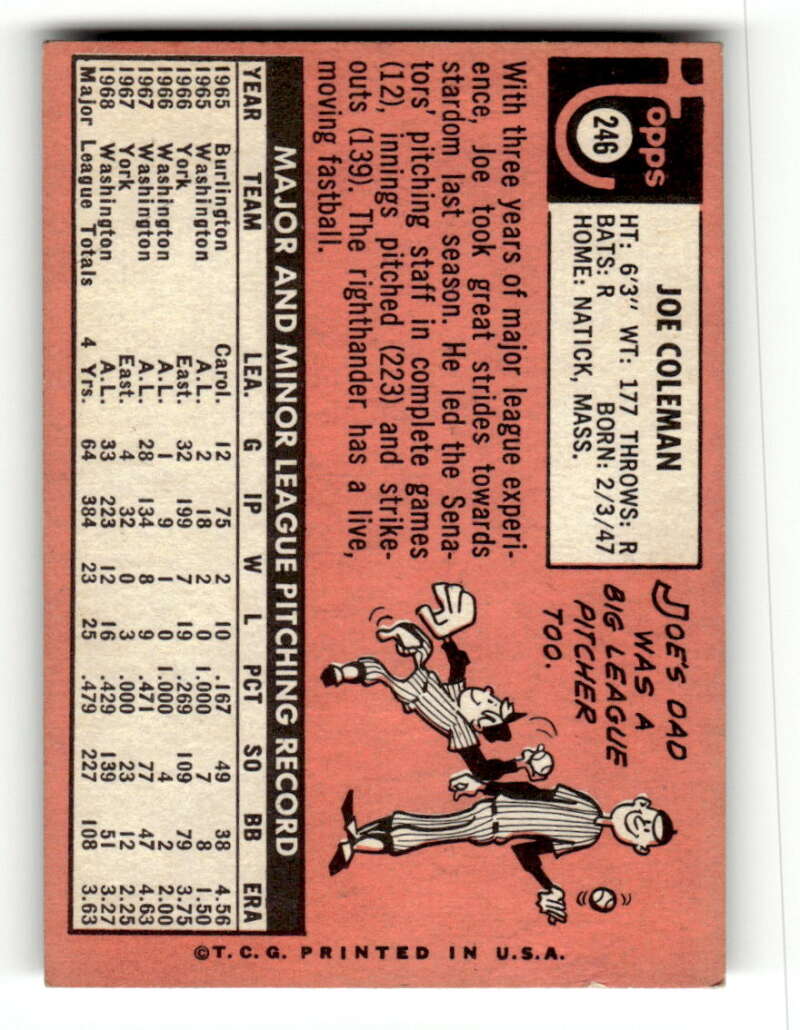 Topps
246
JOE COLEMAN
HT: 6'3" WT: 177 THROWS: R
BATS: R BORN: 2/3/47
HOME: NATICK, MASS.
JOE'S DAD
WAS A
BIG LEAGUE
PITCHER
TOO.
With three years of major league experi-
ence, Joe took great strides towards
stardom last season. He led the Sena-
tors' pitching staff in complete games
(12), innings pitched (223) and strike-
outs (139). The righthander has a live,
moving fastball.
MAJOR AND MINOR LEAGUE PITCHING RECORD
YEAR TEAM LEA. G IP W L PCT SO BB ERA
1965 Burlington Carol. 12 75 2 10 .167 49 38 4.56
1965 Washington A.L. 2 18 2 0 1.000 7 8 1.50
1966 York East. 32 199 7 19 .269 109 79 3.75
1966 Washington A.L. 1 9 1 0 1.000 4 2 2.00
1967 Washington A.L. 28 134 8 9 .471 77 47 4.63
1967 York East. 4 32 0 3 .000 23 12 2.25
1968 Washington A.L. 33 223 12 16 .429 139 51 3.27
Major League Totals 4 Yrs. 64 384 23 25 .479 227 108 3.63
©T.C.G. PRINTED IN U.S.A.